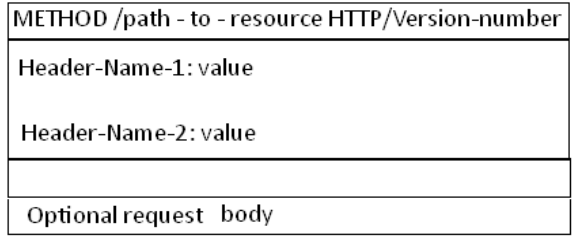 METHOD /path - to - resource HTTP/Version-number
Header-Name-1: value
Header-Name-2: value
Optional request body